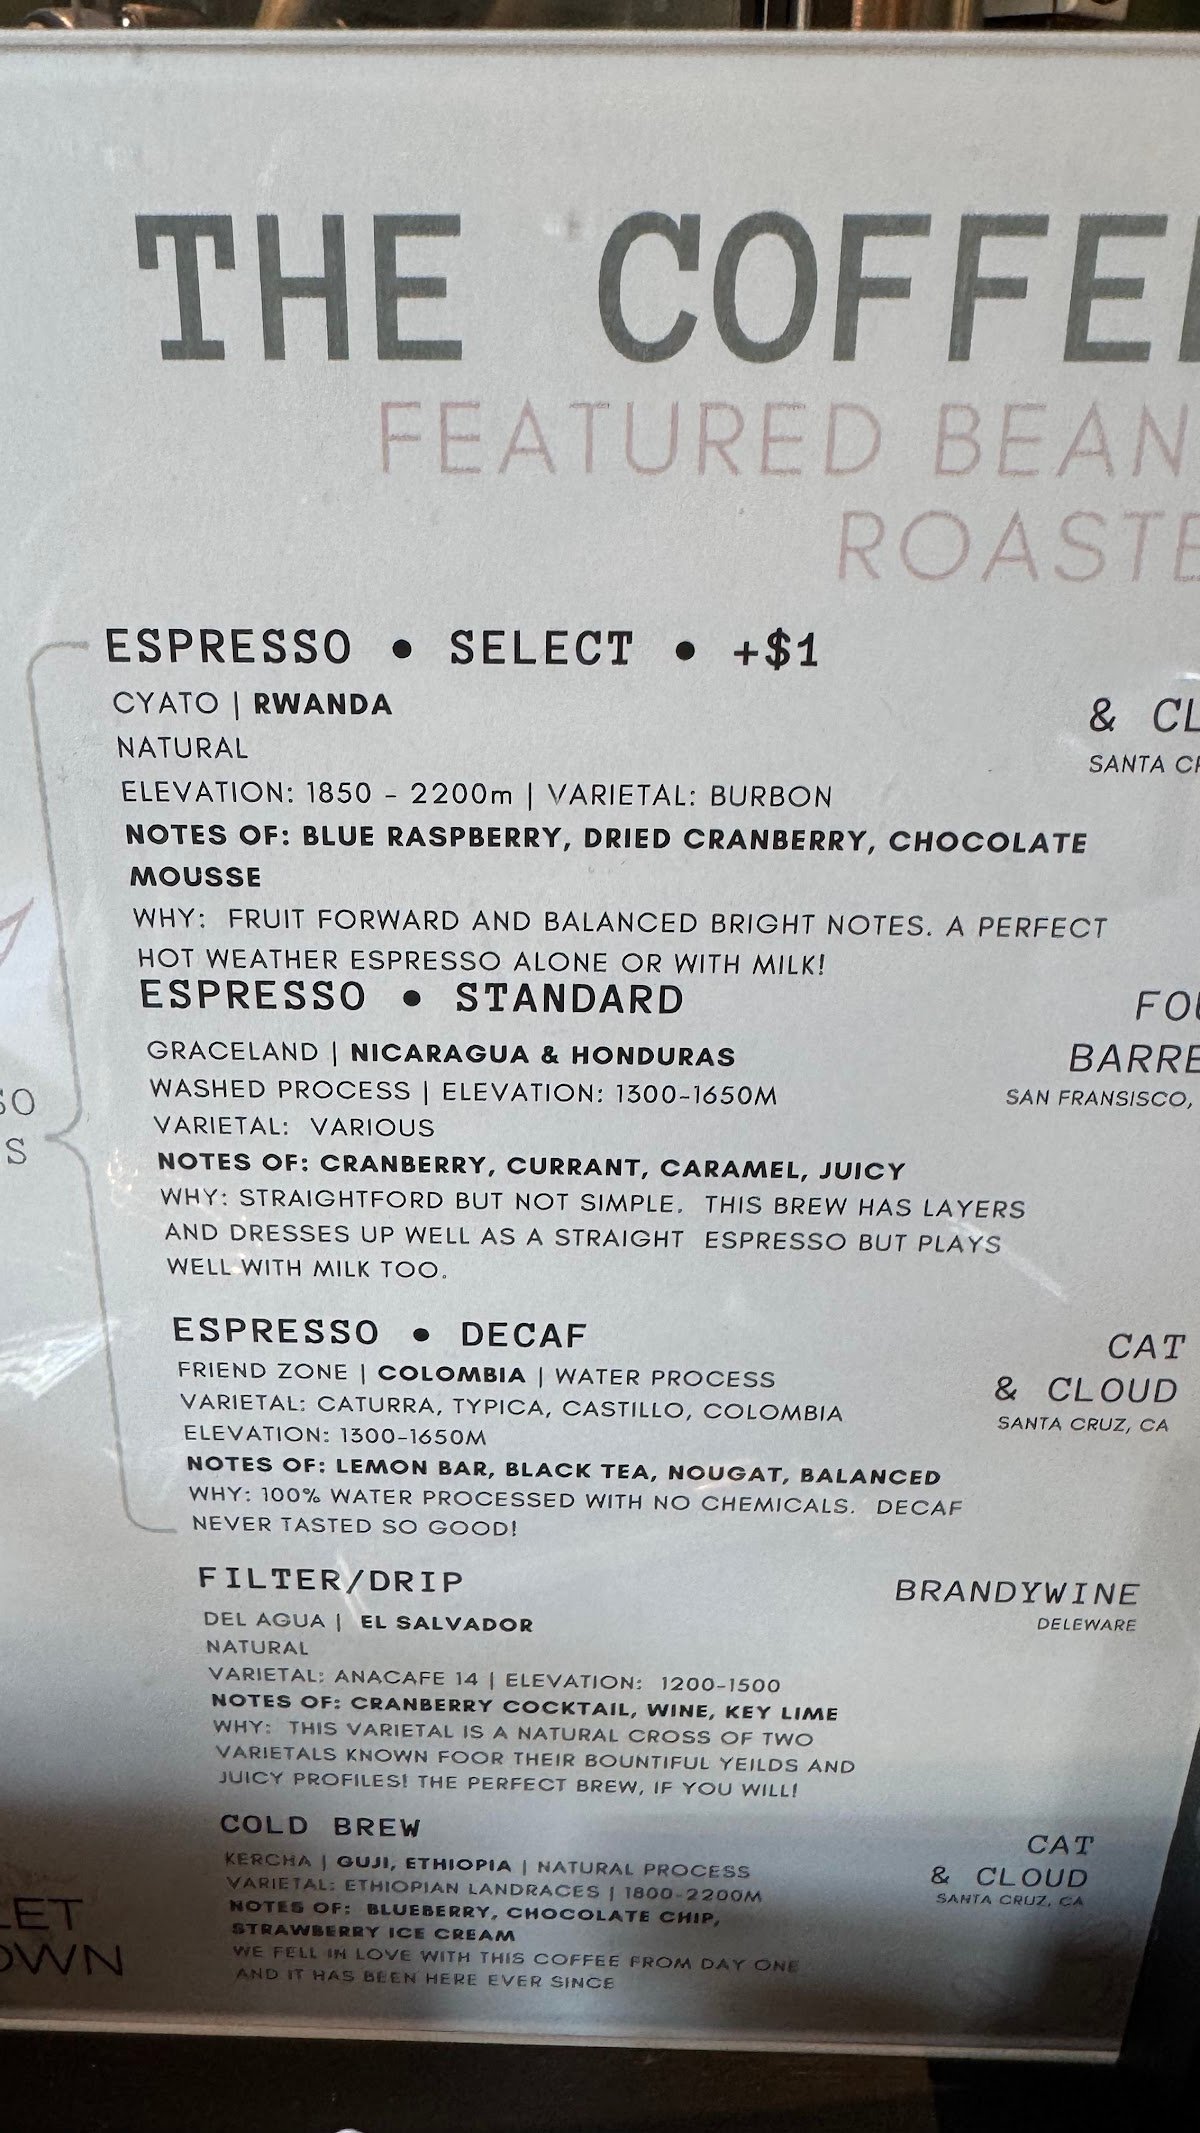 THE COFFE
FEATURED BEAN
ROASTE
ESPRESSO • SELECT • +$1
CYATO | RWANDA
NATURAL
ELEVATION: 1850 - 2200m | VARIETAL: BURBON
NOTES OF: BLUE RASPBERRY, DRIED CRANBERRY, CHOCOLATE
MOUSSE
WHY: FRUIT FORWARD AND BALANCED BRIGHT NOTES. A PERFECT
HOT WEATHER ESPRESSO ALONE OR WITH MILK!
& CL
SANTA CR
ESPRESSO • STANDARD
GRACELAND | NICARAGUA & HONDURAS
WASHED PROCESS | ELEVATION: 1300-1650M
VARIETAL: VARIOUS
NOTES OF: CRANBERRY, CURRANT, CARAMEL, JUICY
WHY: STRAIGHTFORD BUT NOT SIMPLE. THIS BREW HAS LAYERS
AND DRESSES UP WELL AS A STRAIGHT ESPRESSO BUT PLAYS
WELL WITH MILK TOO.
FOU
BARRE
SAN FRANSISCO,
SO
S
ESPRESSO • DECAF
FRIEND ZONE | COLOMBIA | WATER PROCESS
VARIETAL: CATURRA, TYPICA, CASTILLO, COLOMBIA
ELEVATION: 1300-1650M
NOTES OF: LEMON BAR, BLACK TEA, NOUGAT, BALANCED
WHY: 100% WATER PROCESSED WITH NO CHEMICALS. DECAF
NEVER TASTED SO GOOD!
CAT
& CLOUD
SANTA CRUZ, CA
FILTER/DRIP
DEL AGUA | EL SALVADOR
NATURAL
VARIETAL: ANACAFE 14 | ELEVATION: 1200-1500
NOTES OF: CRANBERRY COCKTAIL, WINE, KEY LIME
WHY: THIS VARIETAL IS A NATURAL CROSS OF TWO
VARIETALS KNOWN FOOR THEIR BOUNTIFUL YEILDS AND
JUICY PROFILES! THE PERFECT BREW, IF YOU WILL!
BRANDYWINE
DELEWARE
COLD BREW
KERCHA | GUJI, ETHIOPIA | NATURAL PROCESS
VARIETAL: ETHIOPIAN LANDRACES | 1800-2200M
NOTES OF: BLUEBERRY, CHOCOLATE CHIP,
STRAWBERRY ICE CREAM
WE FELL IN LOVE WITH THIS COFFEE FROM DAY ONE
AND IT HAS BEEN HERE EVER SINCE
CAT
& CLOUD
SANTA CRUZ, CA
LET
OWN